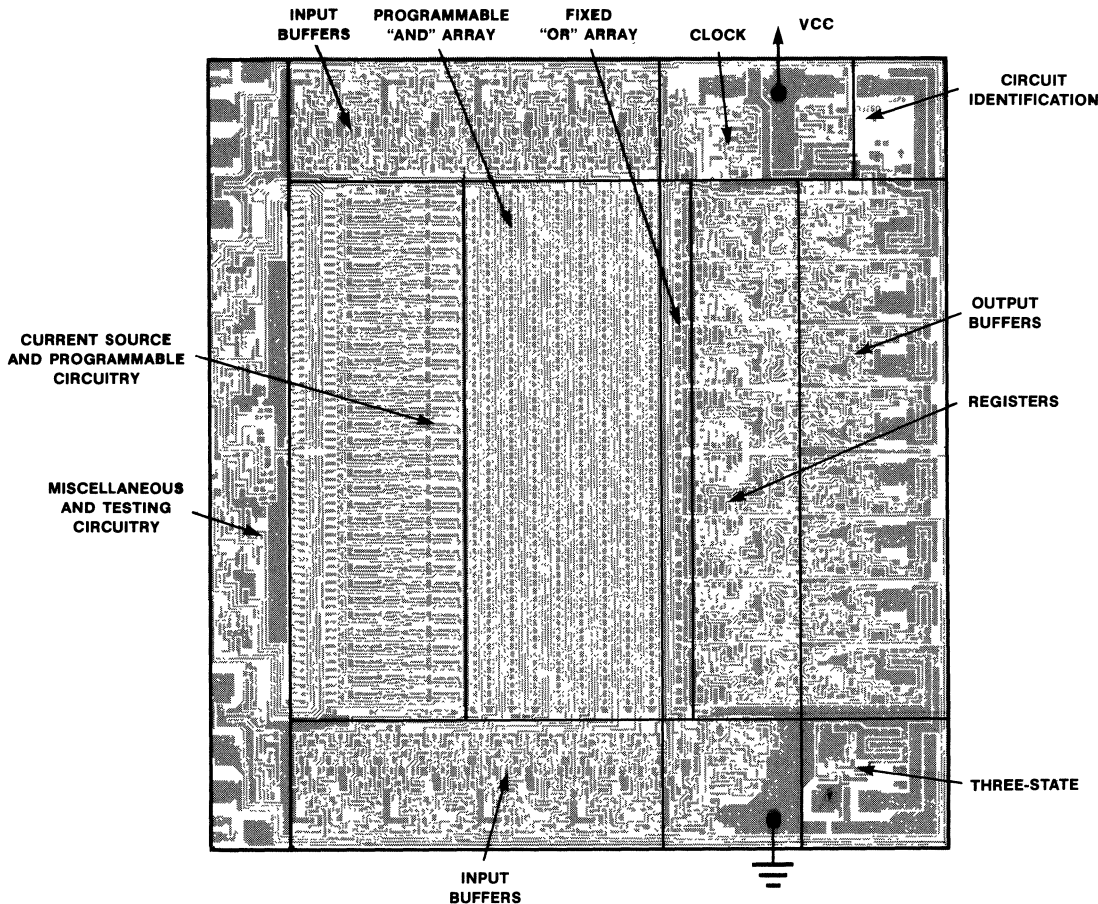 INPUT
BUFFERS
PROGRAMMABLE
“AND” ARRAY
FIXED
“OR” ARRAY
CLOCK
VCC
CIRCUIT
IDENTIFICATION
OUTPUT
BUFFERS
CURRENT SOURCE
AND PROGRAMMABLE
CIRCUITRY
REGISTERS
MISCELLANEOUS
AND TESTING
CIRCUITRY
THREE-STATE
INPUT
BUFFERS